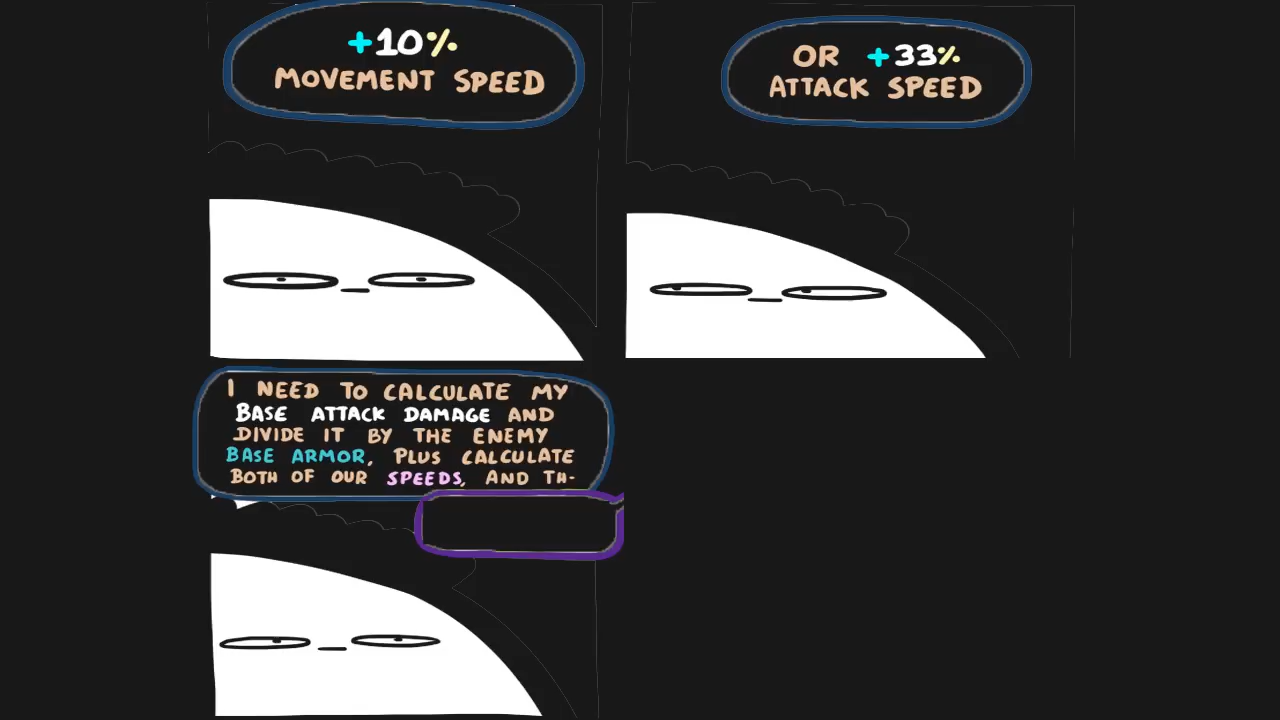 +10%
MOVEMENT SPEED
OR +33%
ATTACK SPEED
I NEED TO CALCULATE MY
BASE ATTACK DAMAGE AND
DIVIDE IT BY THE ENEMY
BASE ARMOR, PLUS CALCULATE
BOTH OF OUR SPEEDS, AND TH-